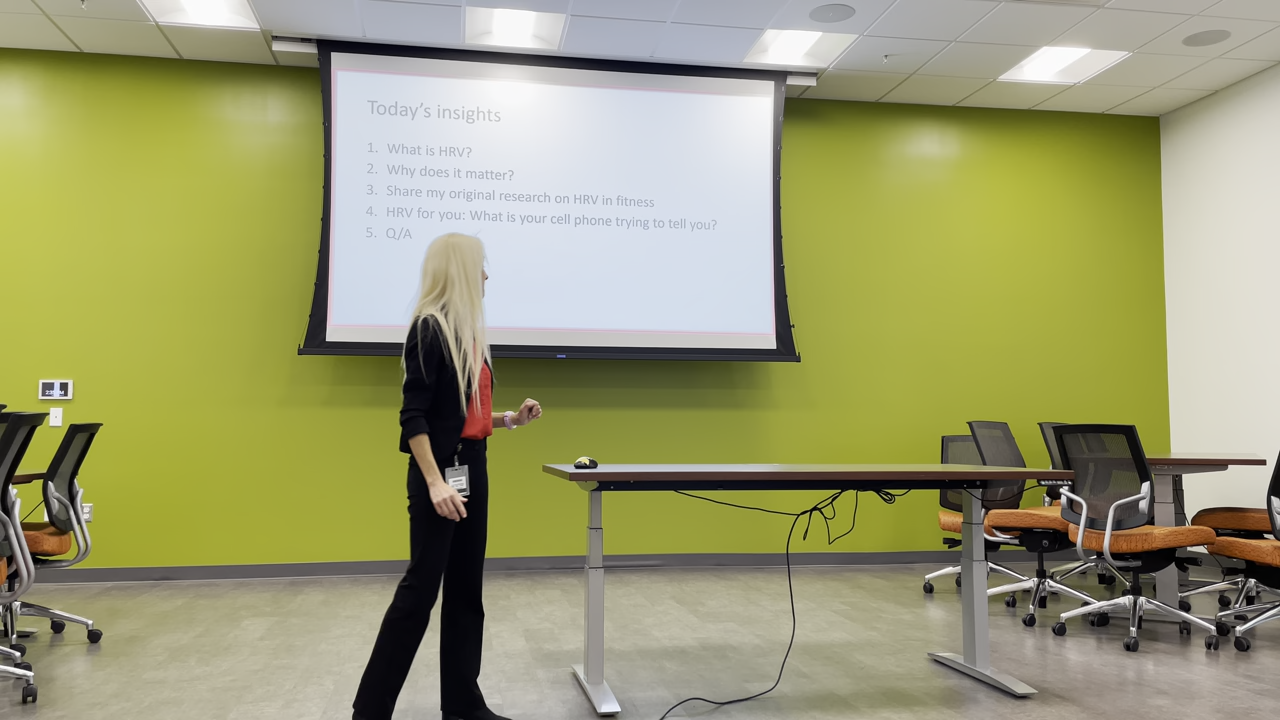 Today's insights
1. What is HRV?
2. Why does it matter?
3. Share my original research on HRV in fitness
4. HRV for you: What is your cell phone trying to tell you?
5. Q/A